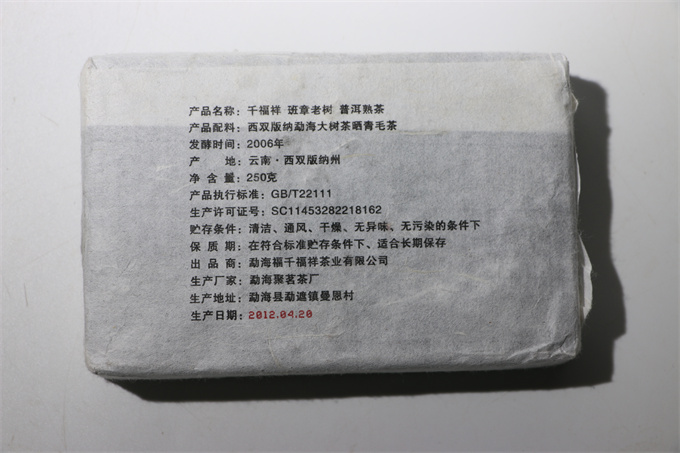 产品名称：千福祥 班章老树 普洱熟茶
产品配料：西双版纳勐海大树茶晒青毛茶
发酵时间：2006年
产　地：云南·西双版纳州
净 含 量：250克
产品执行标准：GB/T22111
生产许可证号：SC11453282218162
贮存条件：清洁、通风、干燥、无异味、无污染的条件下
保 质 期：在符合标准贮存条件下、适合长期保存
出 品 商：勐海福千福祥茶业有限公司
生产厂家：勐海聚茗茶厂
生产地址：勐海县勐遮镇曼恩村
生产日期：2012.04.20